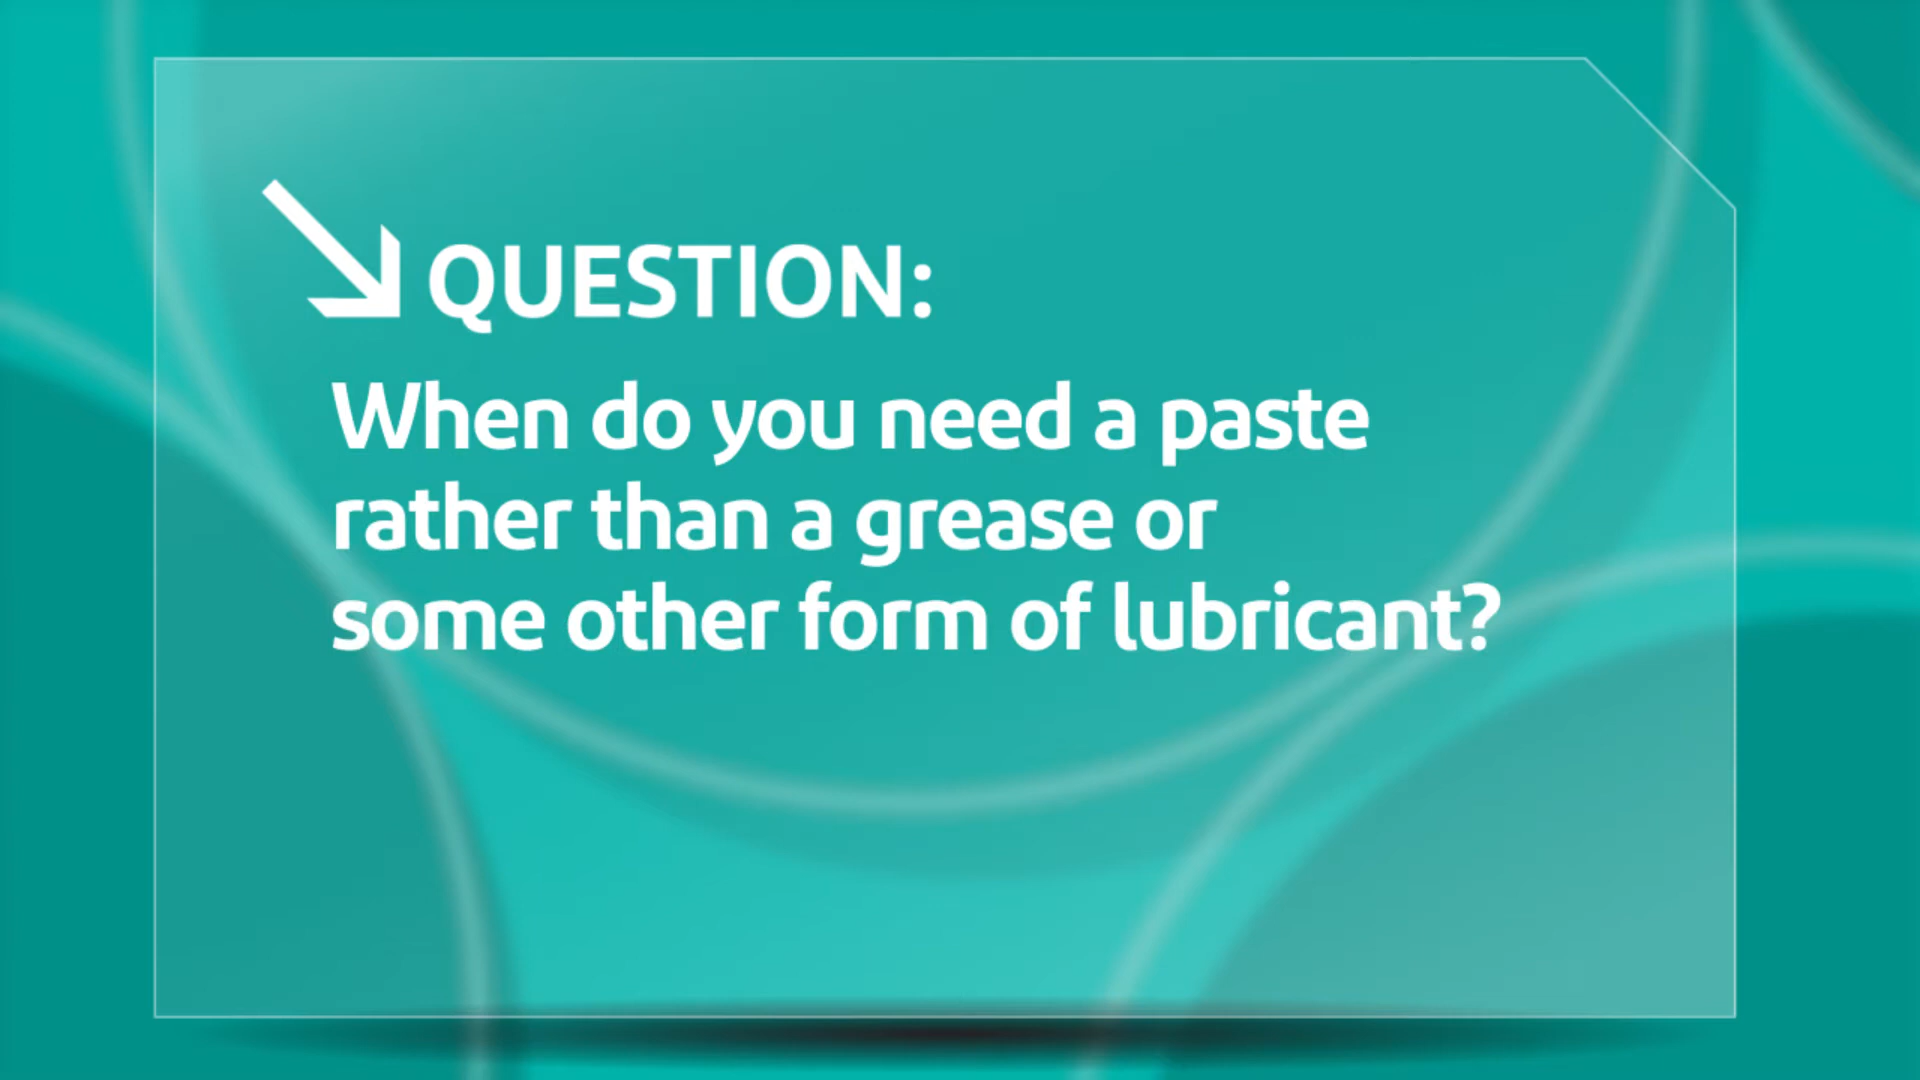 QUESTION:
When do you need a paste
rather than a grease or
some other form of lubricant?